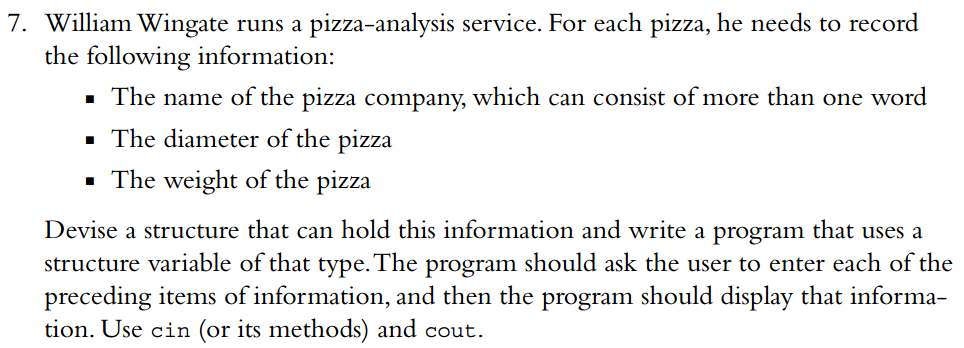 7. William Wingate runs a pizza-analysis service. For each pizza, he needs to record
the following information:
▪ The name of the pizza company, which can consist of more than one word
▪ The diameter of the pizza
▪ The weight of the pizza
Devise a structure that can hold this information and write a program that uses a
structure variable of that type. The program should ask the user to enter each of the
preceding items of information, and then the program should display that informa-
tion. Use cin (or its methods) and cout.